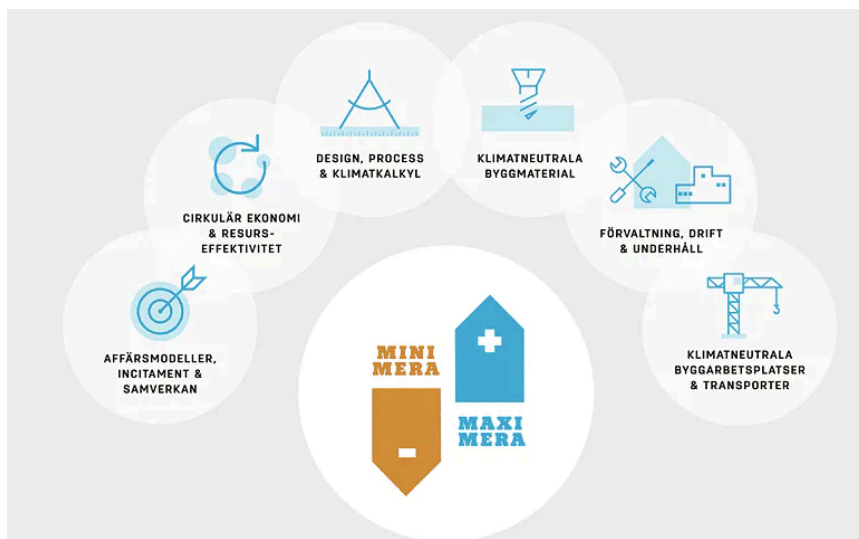 DESIGN, PROCESS
& KLIMATKALKYL
KLIMATNEUTRALA
BYGGMATERIAL
CIRKULÄR EKONOMI
& RESURS-
EFFEKTIVITET
FÖRVALTNING, DRIFT
& UNDERHÅLL
AFFÄRSMODELLER,
INCITAMENT &
SAMVERKAN
KLIMATNEUTRALA
BYGGARBETSPLATSER
& TRANSPORTER
MINI
MERA
MAXI
MERA